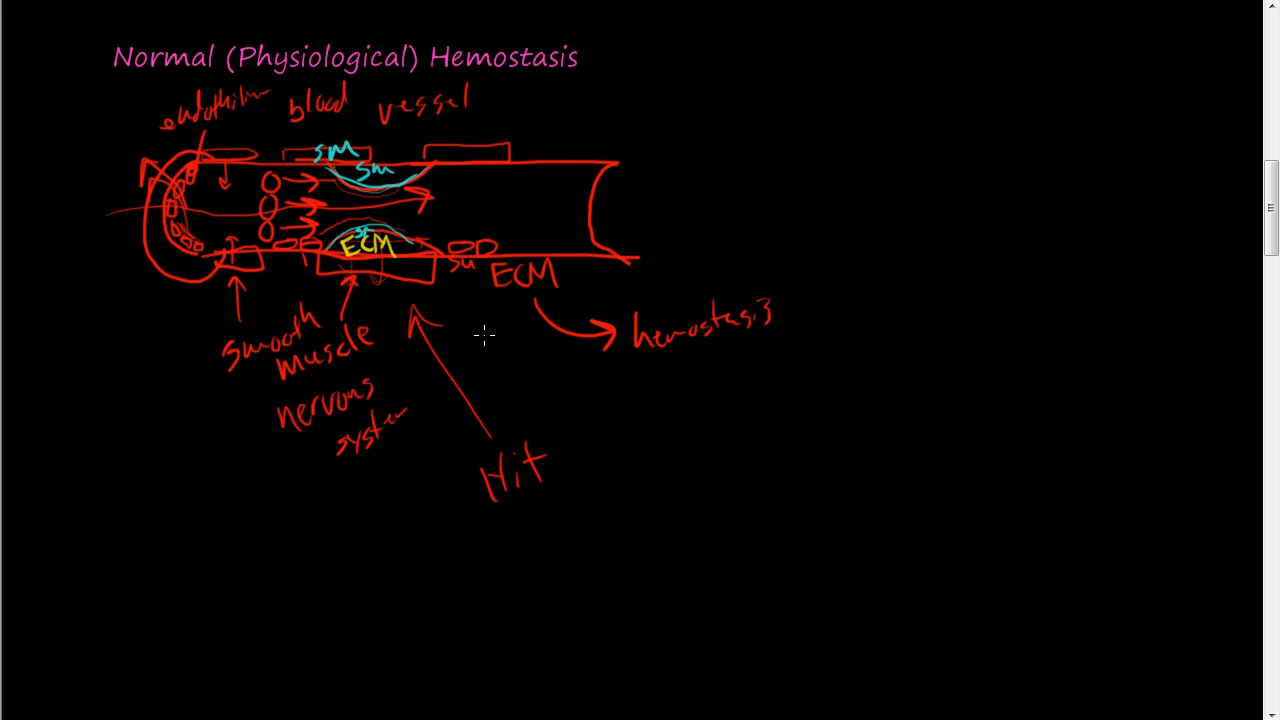 Normal (Physiological) Hemostasis
blood vessel
SM
SM
ECM
ECM
hemostasis
smooth
muscle
nervous
system
Hit